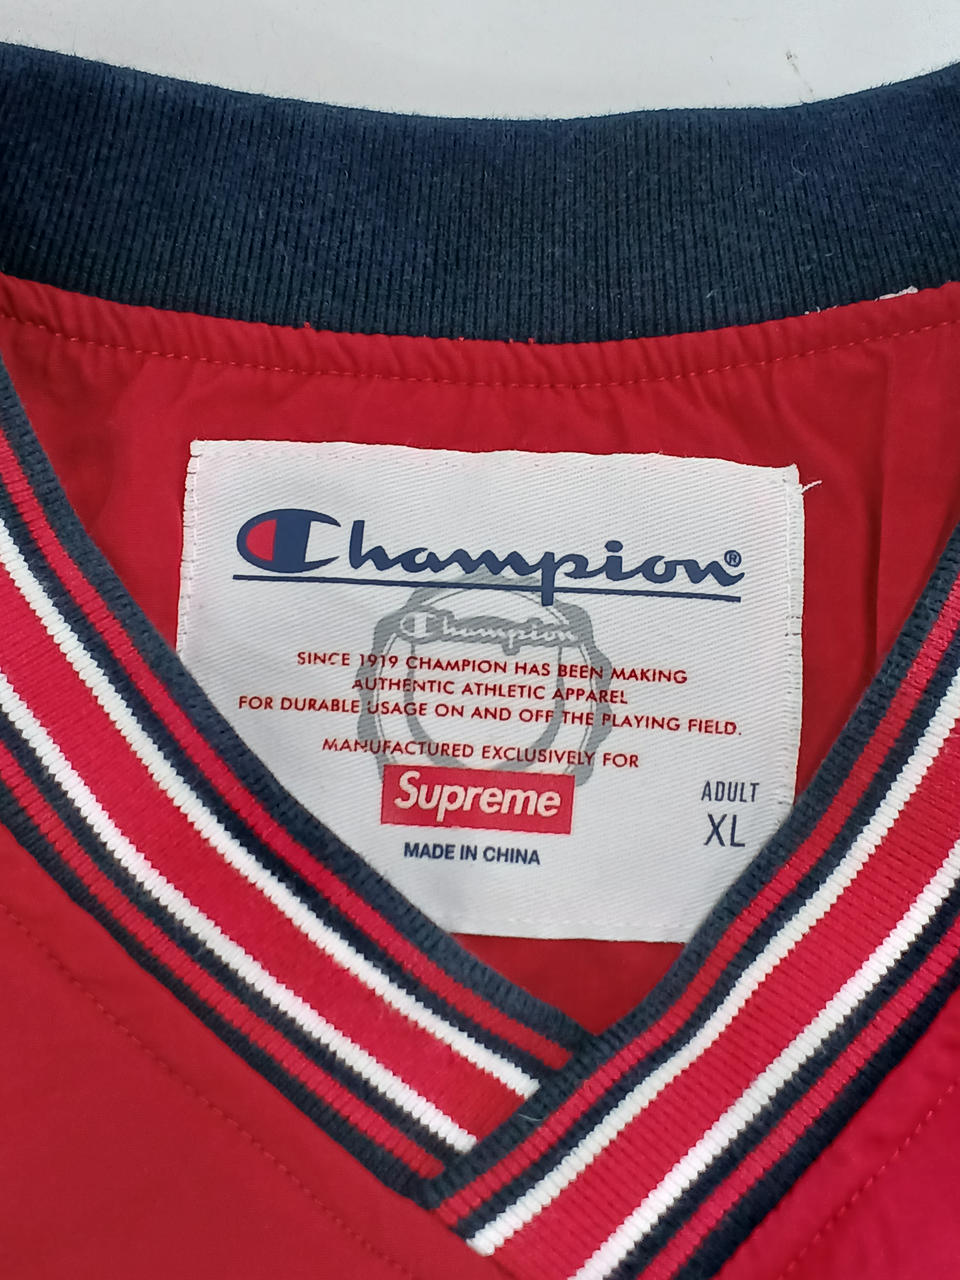 Champion®
Champion
SINCE 1919 CHAMPION HAS BEEN MAKING
AUTHENTIC ATHLETIC APPAREL
FOR DURABLE USAGE ON AND OFF THE PLAYING FIELD.
MANUFACTURED EXCLUSIVELY FOR
Supreme
MADE IN CHINA
ADULT
XL